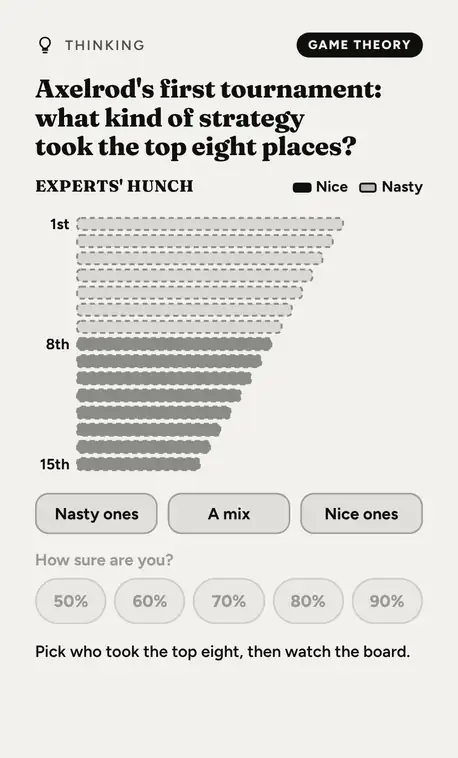 THINKING
GAME THEORY
Axelrod's first tournament:
what kind of strategy
took the top eight places?
EXPERTS' HUNCH
Nice
Nasty
1st
8th
15th
Nasty ones
A mix
Nice ones
How sure are you?
50%
60%
70%
80%
90%
Pick who took the top eight, then watch the board.